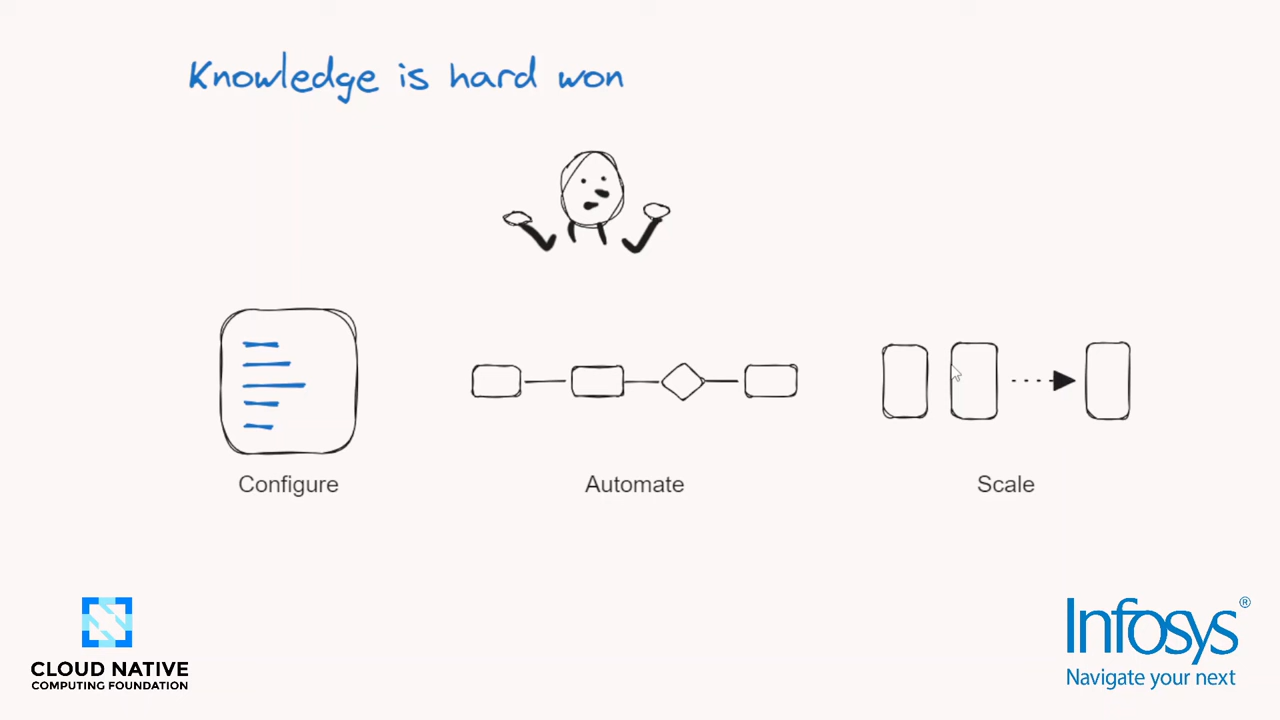 Knowledge is hard won
Configure
Automate
Scale
CLOUD NATIVE
COMPUTING FOUNDATION
Infosys®
Navigate your next